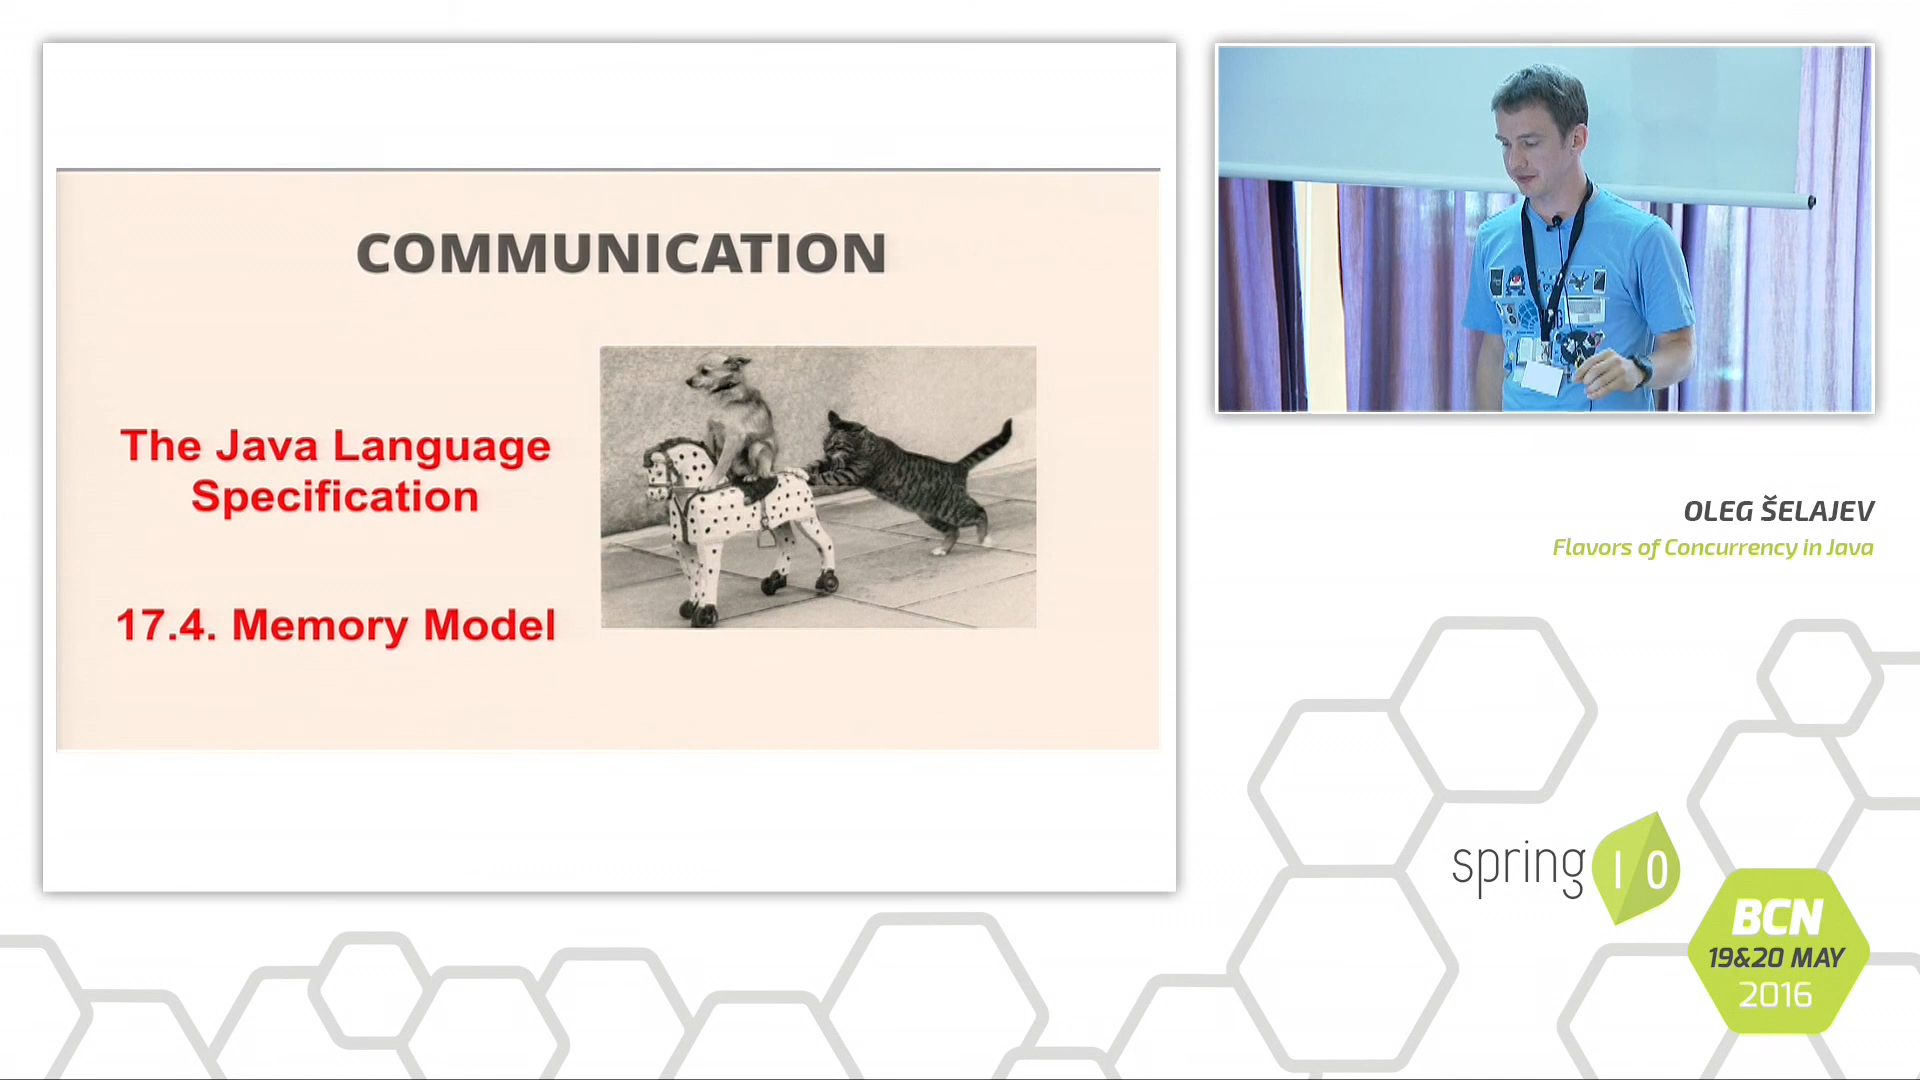 COMMUNICATION
The Java Language
Specification
17.4. Memory Model
OLEG ŠELAJEV
Flavors of Concurrency in Java
spring I O
BCN
19&20 MAY
2016